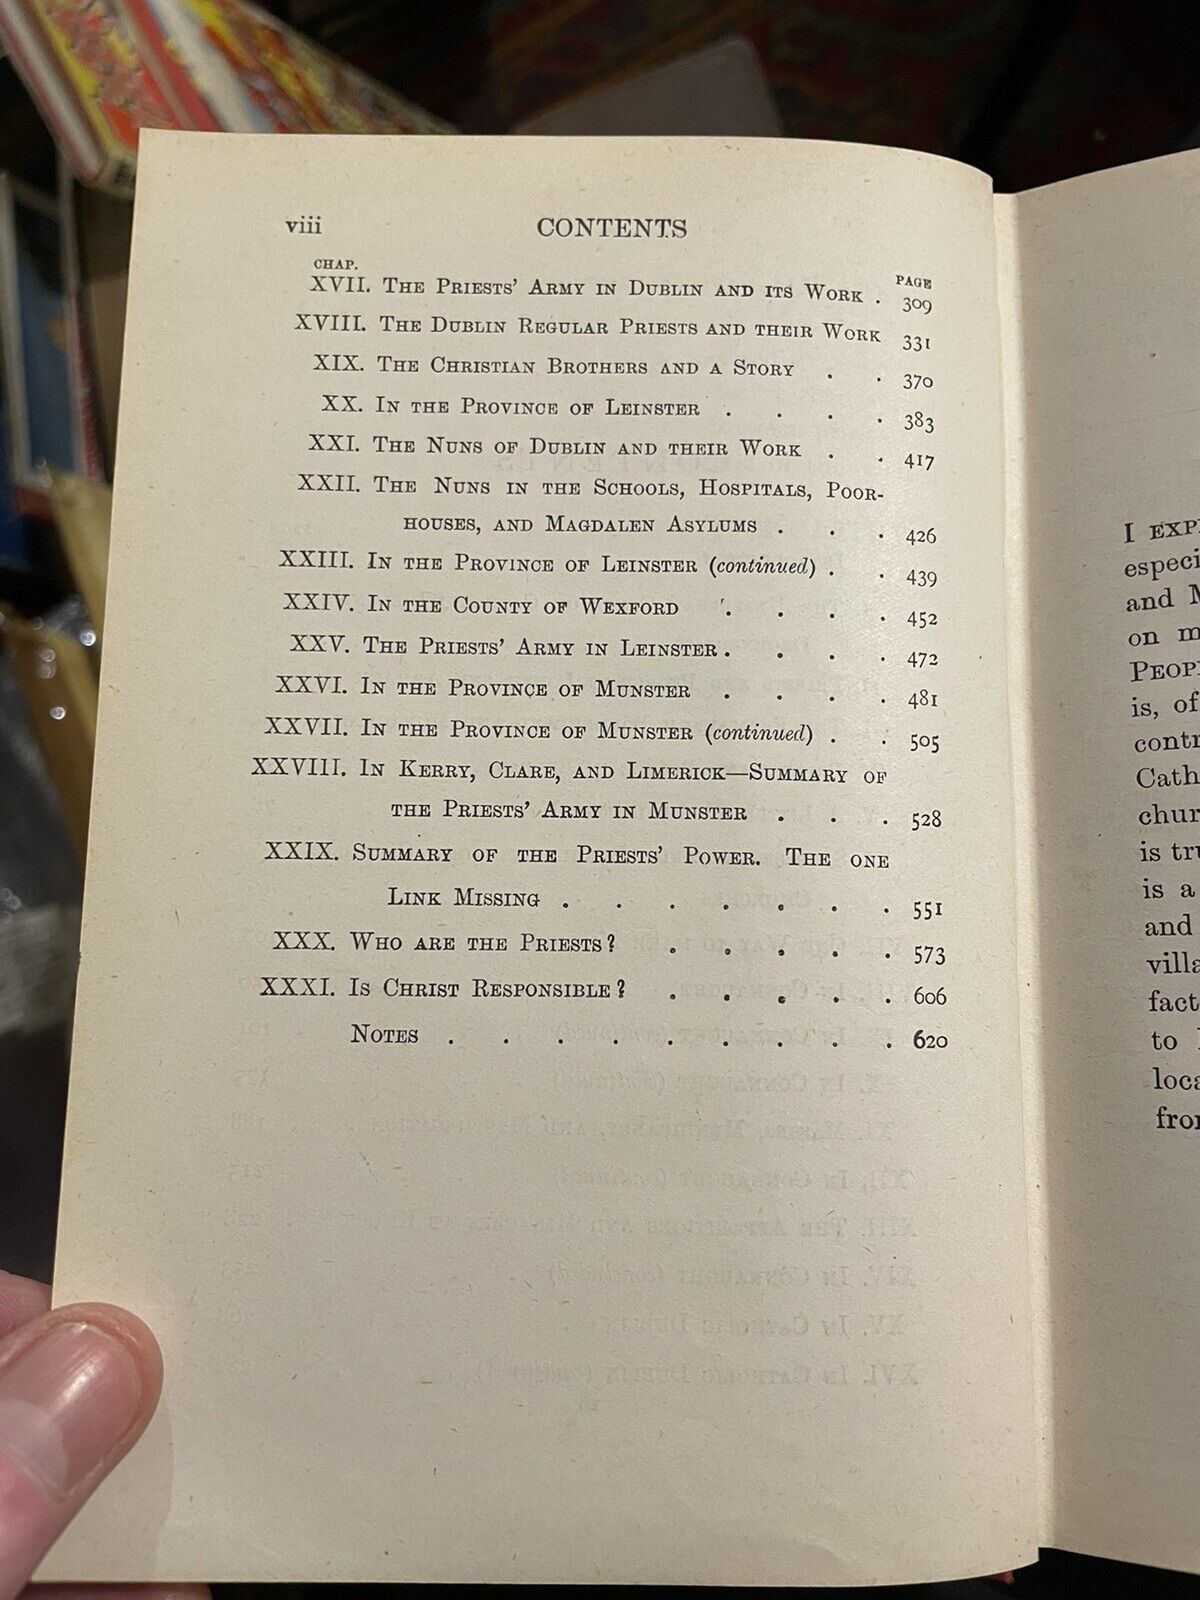 viii CONTENTS
CHAP. PAGE
XVII. The Priests' Army in Dublin and its Work . 309
XVIII. The Dublin Regular Priests and their Work 331
XIX. The Christian Brothers and a Story . . 370
XX. In the Province of Leinster . . . . 383
XXI. The Nuns of Dublin and their Work . . 417
XXII. The Nuns in the Schools, Hospitals, Poor-
houses, and Magdalen Asylums . . . 426
XXIII. In the Province of Leinster (continued) . . 439
XXIV. In the County of Wexford . . . . 452
XXV. The Priests' Army in Leinster . . . . 472
XXVI. In the Province of Munster . . . . 481
XXVII. In the Province of Munster (continued) . . 505
XXVIII. In Kerry, Clare, and Limerick—Summary of
the Priests' Army in Munster . . . 528
XXIX. Summary of the Priests' Power. The one
Link Missing . . . . . . . 551
XXX. Who are the Priests? . . . . . 573
XXXI. Is Christ Responsible? . . . . . 606
Notes . . . . . . . . . 620
I EXP
especi
and M
on m
PEOP
is, of
contr
Cath
chur
is tru
is a
and
villa
fact
to
loca
from